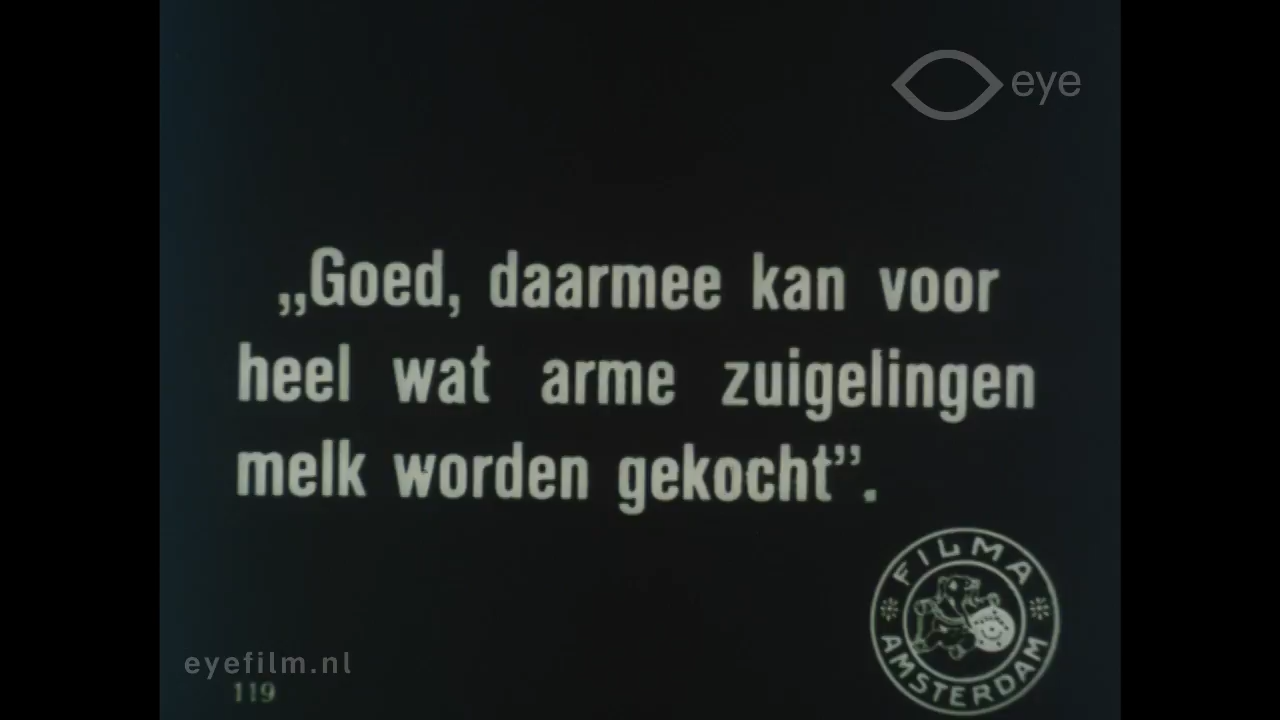 eye
„Goed, daarmee kan voor
heel wat arme zuigelingen
melk worden gekocht”.
FILMA
AMSTERDAM
eyefilm.nl
119